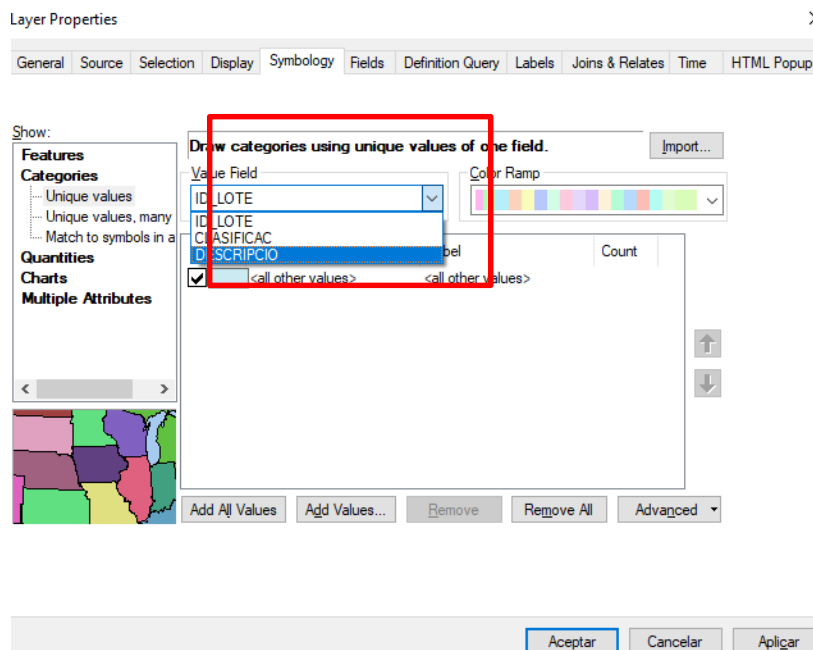 Layer Properties
General Source Selection Display Symbology Fields Definition Query Labels Joins & Relates Time HTML Popup
Show:
Features
Categories
Unique values
Unique values, many
Match to symbols in a
Quantities
Charts
Multiple Attributes
Draw categories using unique values of one field.
Import...
Value Field
ID_LOTE
ID_LOTE
CLASIFICAC
DESCRIPCIO
Color Ramp
bel Count
<all other values> <all other values>
Add All Values Add Values... Remove Remove All Advanced
Aceptar Cancelar Aplicar